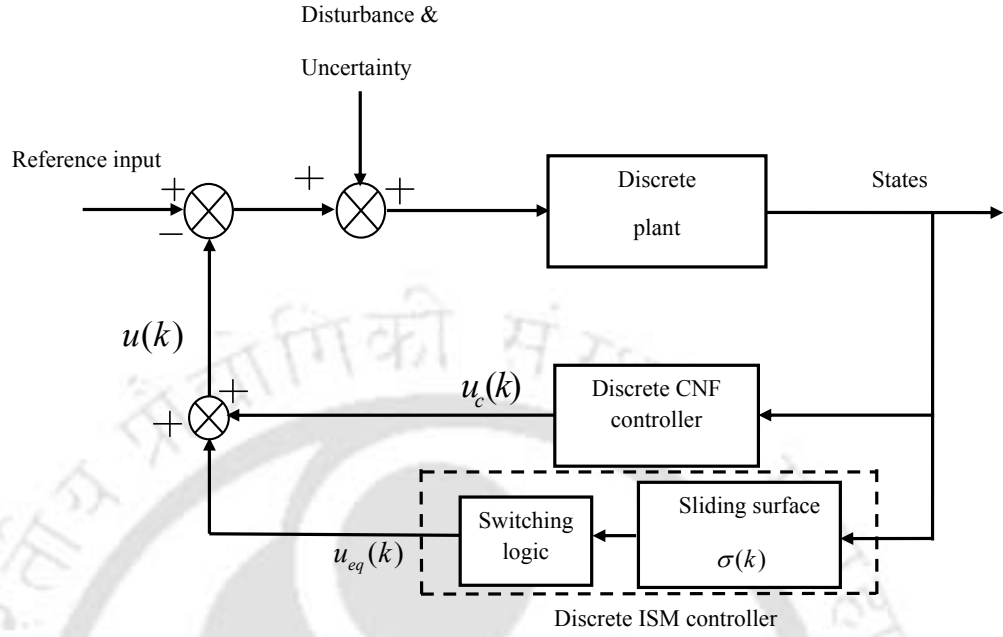 Disturbance &
Uncertainty
Reference input
+
−
+
+
Discrete
plant
States
u(k)
+
+
u_c(k)
Discrete CNF
controller
u_eq(k)
Switching
logic
Sliding surface
σ(k)
Discrete ISM controller